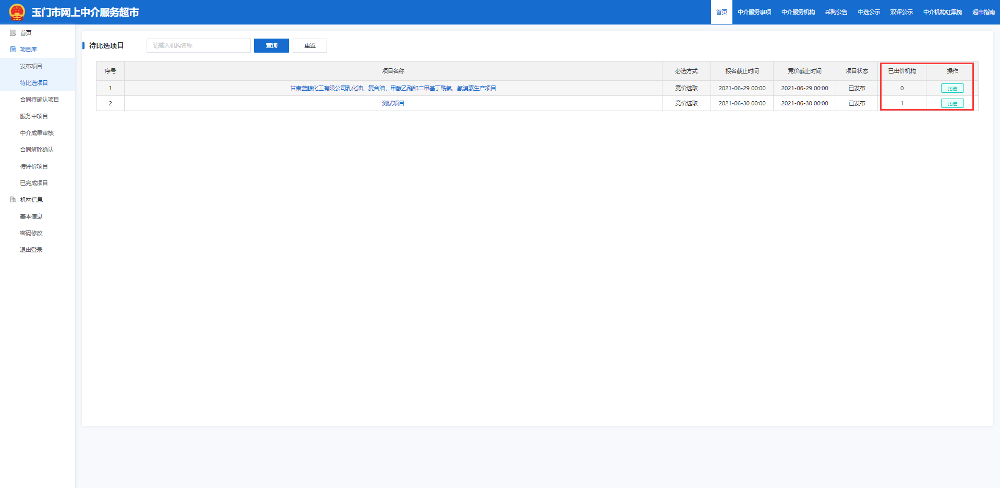 玉门市网上中介服务超市
首页 中介服务事项 中介服务机构 采购公告 中选公示 双评公示 中介机构红黑榜 超市指南
首页
项目库
发布项目
待比选项目
合同待确认项目
服务中项目
中介成果审核
合同解除确认
待评价项目
已完成项目
机构信息
基本信息
密码修改
退出登录
待比选项目 请输入机构名称 查询 重置
序号 项目名称 必选方式 报名截止时间 竞价截止时间 项目状态 已出价机构 操作
1 甘肃蓝鲸化工有限公司乳化油、复合油、甲酸乙酯和二甲基丁酰氯、氨溴素生产项目 竞价选取 2021-06-29 00:00 2021-06-29 00:00 已发布 0 比选
2 测试项目 竞价选取 2021-06-30 00:00 2021-06-30 00:00 已发布 1 比选